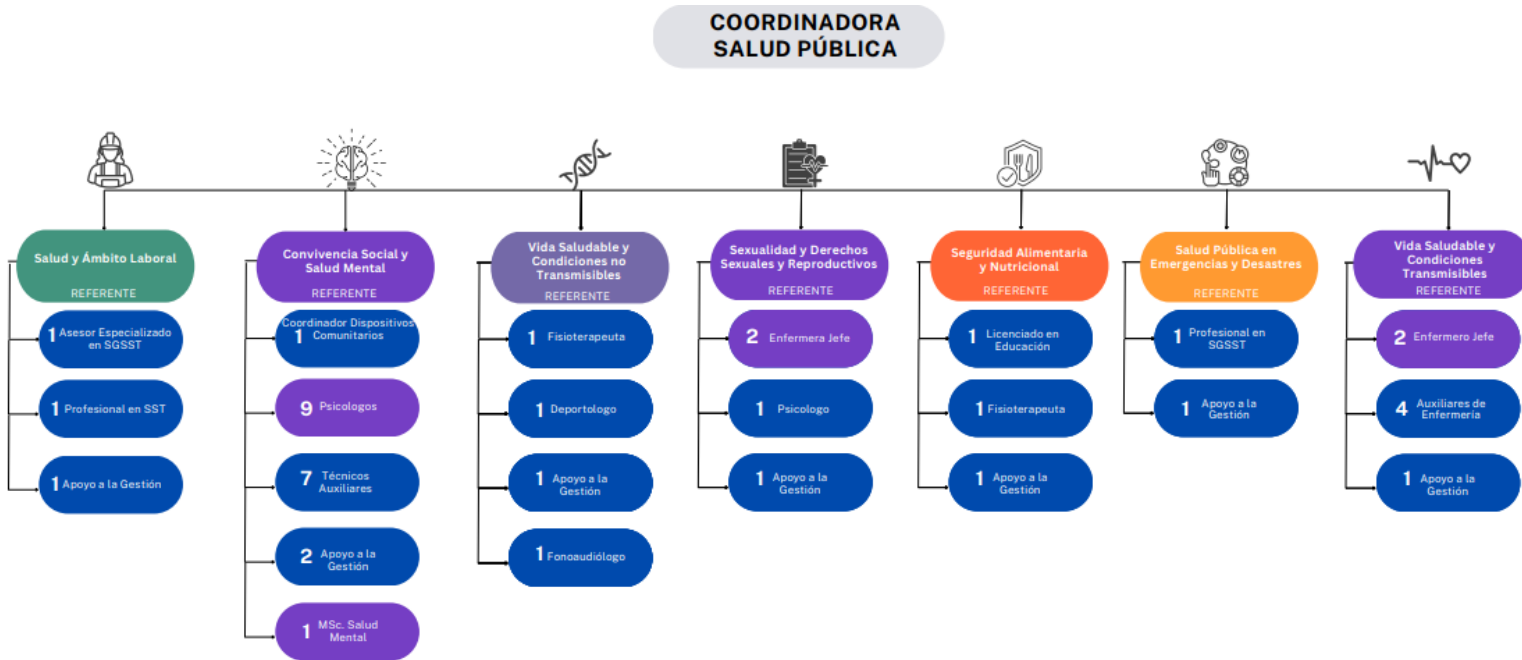 COORDINADORA
SALUD PÚBLICA
Salud y Ámbito Laboral
REFERENTE
1 Asesor Especializado
en SGSST
1 Profesional en SST
1 Apoyo a la Gestión
Convivencia Social y
Salud Mental
REFERENTE
1 Coordinador Dispositivos
Comunitarios
9 Psicologos
7 Técnicos
Auxiliares
2 Apoyo a la
Gestión
1 MSc. Salud
Mental
Vida Saludable y
Condiciones no
Transmisibles
REFERENTE
1 Fisioterapeuta
1 Deportologo
1 Apoyo a la
Gestión
1 Fonoaudiólogo
Sexualidad y Derechos
Sexuales y Reproductivos
REFERENTE
2 Enfermera Jefe
1 Psicologo
1 Apoyo a la
Gestión
Seguridad Alimentaria
y Nutricional
REFERENTE
1 Licenciado en
Educación
1 Fisioterapeuta
1 Apoyo a la
Gestión
Salud Pública en
Emergencias y Desastres
REFERENTE
1 Profesional en
SGSST
1 Apoyo a la
Gestión
Vida Saludable y
Condiciones
Transmisibles
REFERENTE
2 Enfermero Jefe
4 Auxiliares de
Enfermería
1 Apoyo a la
Gestión